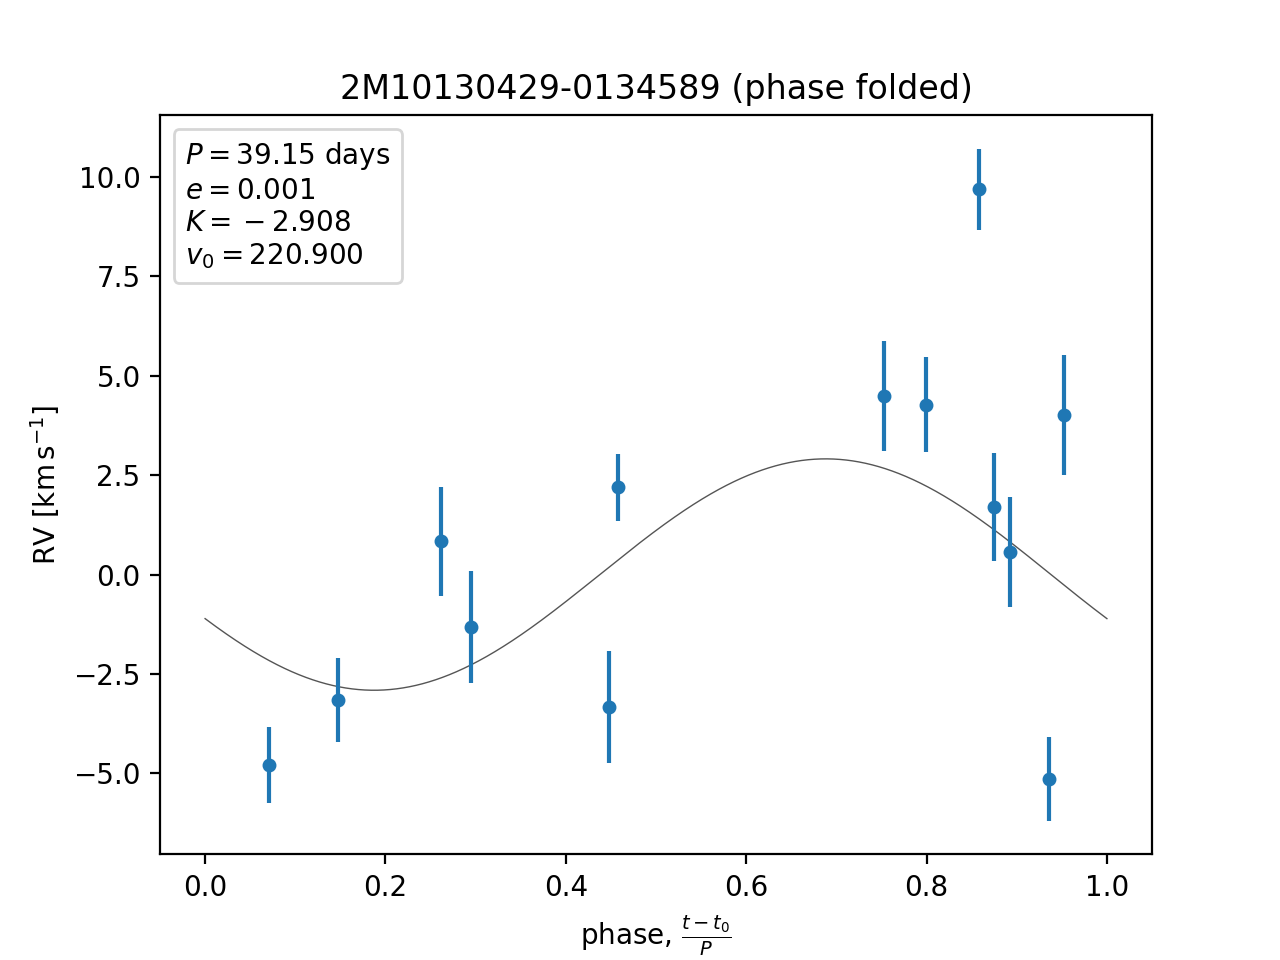 2M10130429-0134589 (phase folded)
P = 39.15 days
e = 0.001
K = −2.908
v₀ = 220.900
10.0
7.5
5.0
2.5
0.0
−2.5
−5.0
RV [km s⁻¹]
0.0 0.2 0.4 0.6 0.8 1.0
phase, (t − t₀)/P